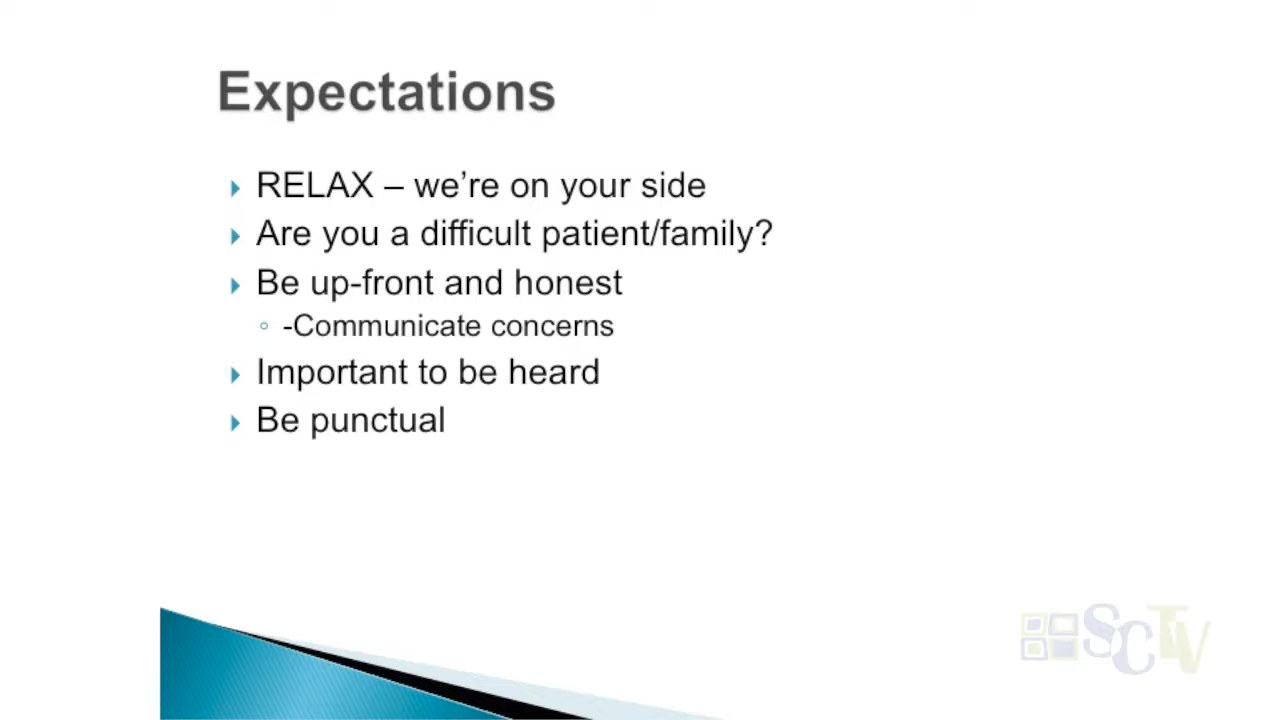 Expectations
RELAX – we’re on your side
Are you a difficult patient/family?
Be up-front and honest
-Communicate concerns
Important to be heard
Be punctual
SCTV